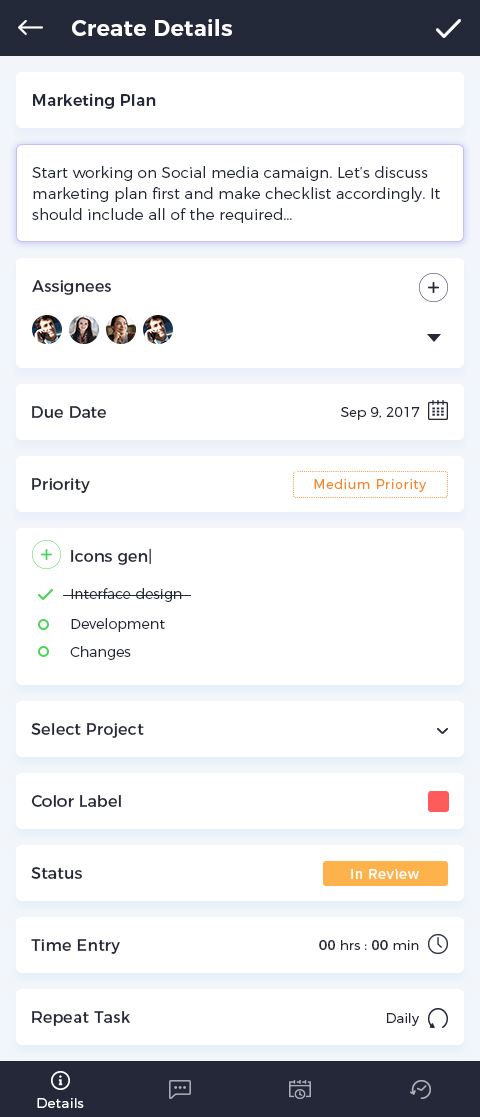 Create Details
Marketing Plan
Start working on Social media camaign. Let's discuss
marketing plan first and make checklist accordingly. It
should include all of the required...
Assignees
Due Date Sep 9, 2017
Priority Medium Priority
Icons gen
Interface design
Development
Changes
Select Project
Color Label
Status In Review
Time Entry 00 hrs : 00 min
Repeat Task Daily
Details